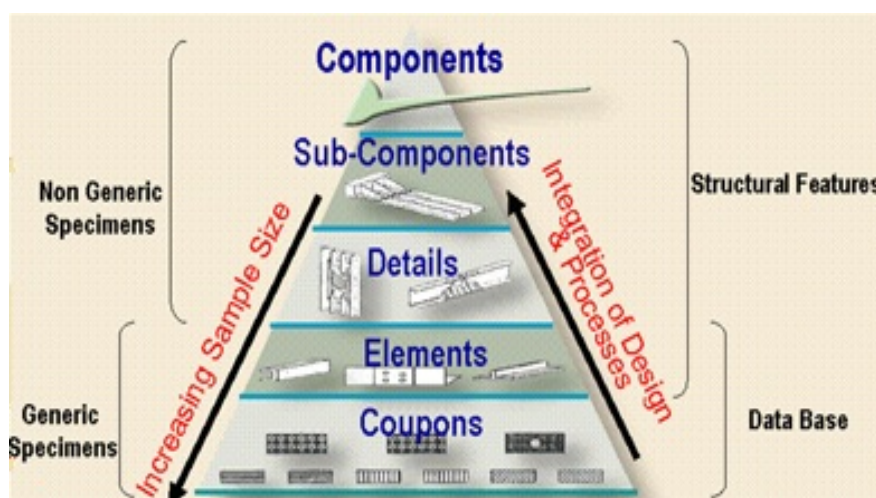 Components
Sub-Components
Non Generic
Specimens
Structural Features
Increasing Sample Size
Integration of Design
& Processes
Details
Elements
Generic
Specimens
Coupons
Data Base